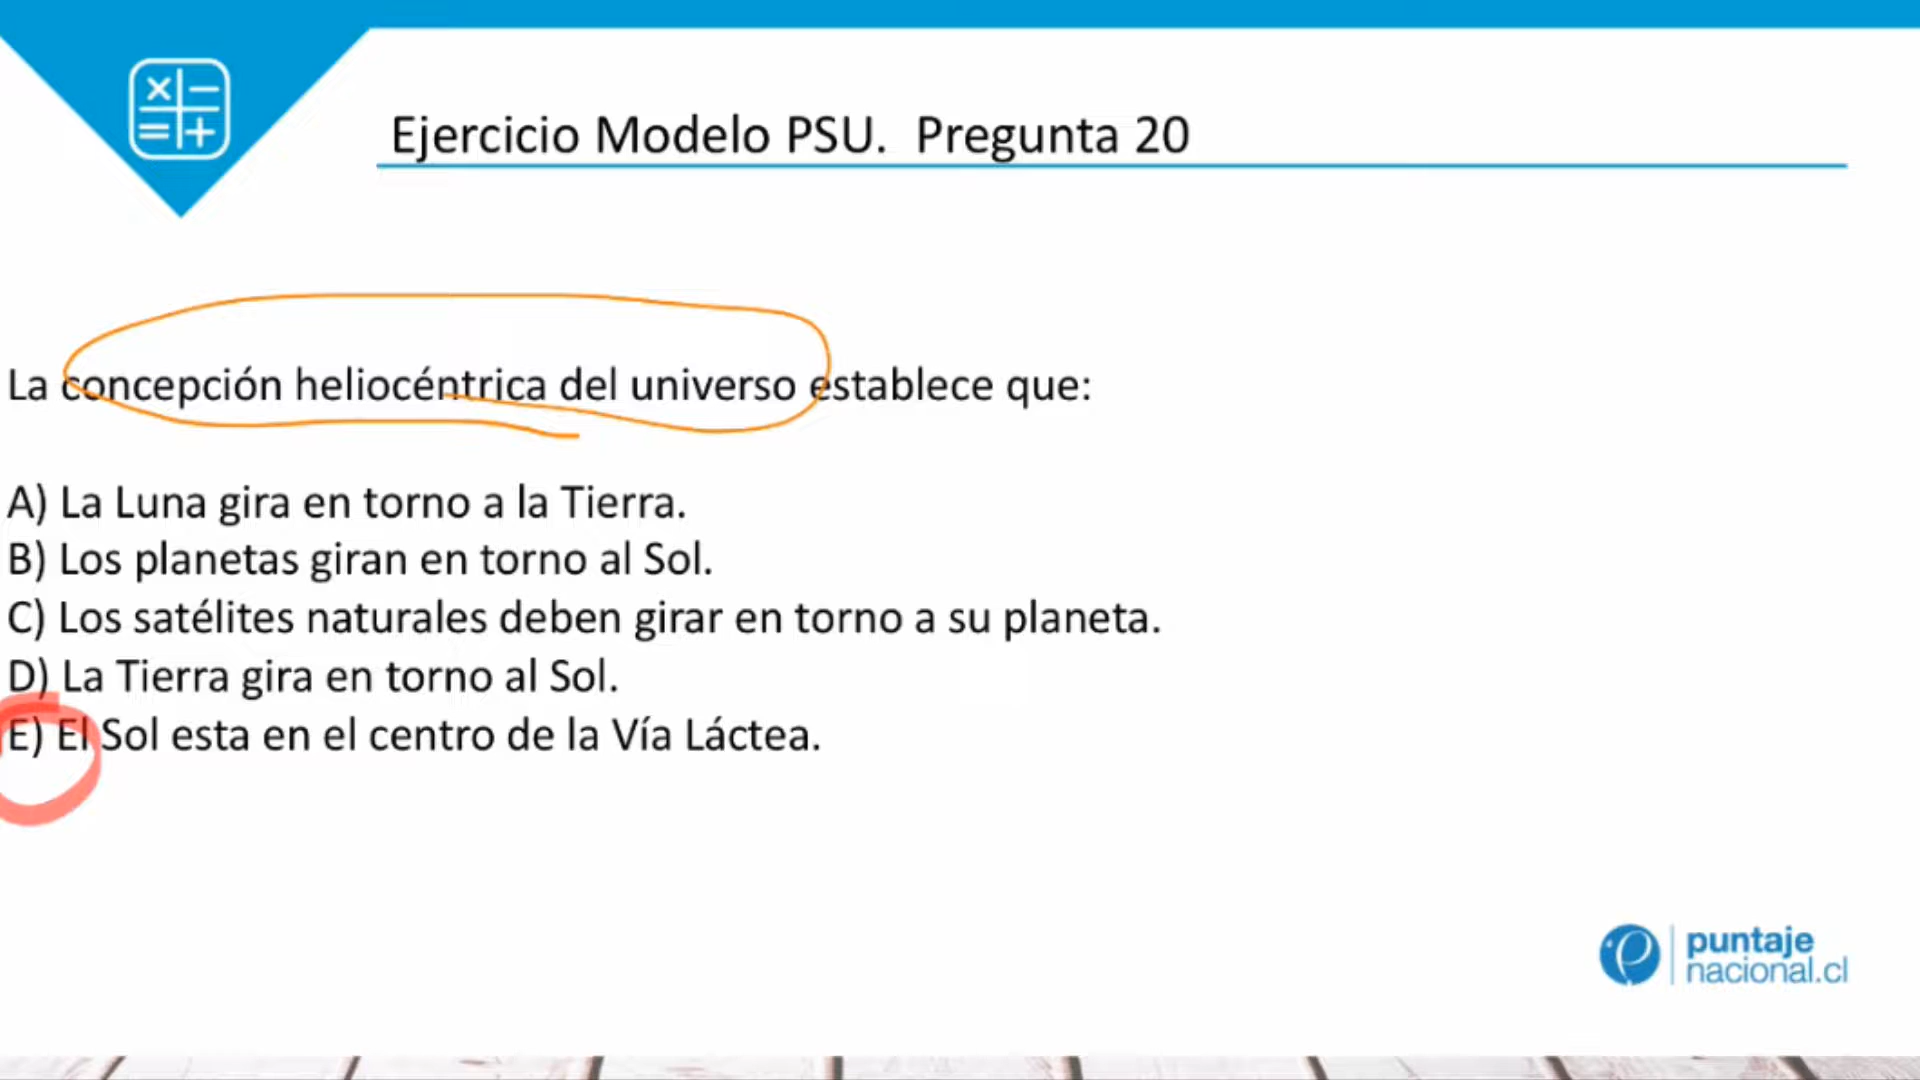 Ejercicio Modelo PSU.  Pregunta 20
La concepción heliocéntrica del universo establece que:
A) La Luna gira en torno a la Tierra.
B) Los planetas giran en torno al Sol.
C) Los satélites naturales deben girar en torno a su planeta.
D) La Tierra gira en torno al Sol.
E) El Sol esta en el centro de la Vía Láctea.
puntaje
nacional.cl